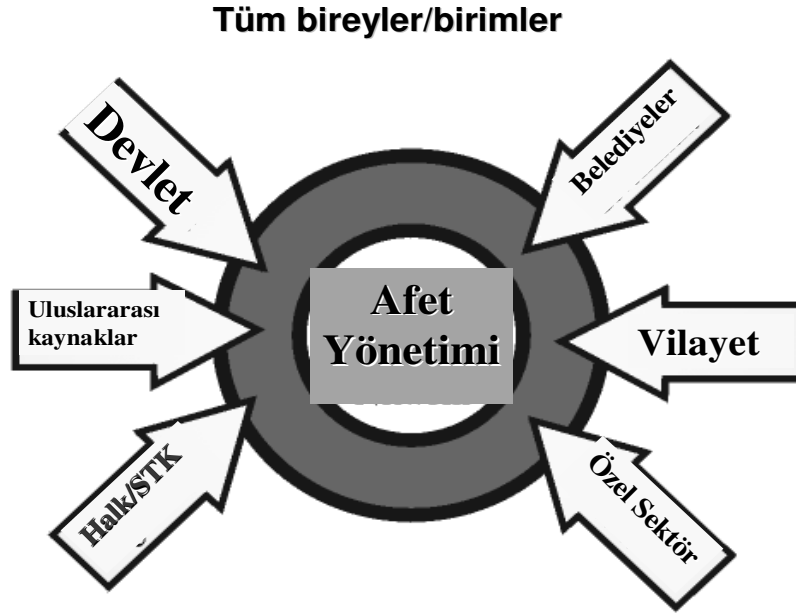 Tüm bireyler/birimler
Devlet
Belediyeler
Uluslararası
kaynaklar
Afet
Yönetimi
Vilayet
Halk/STK
Özel Sektör